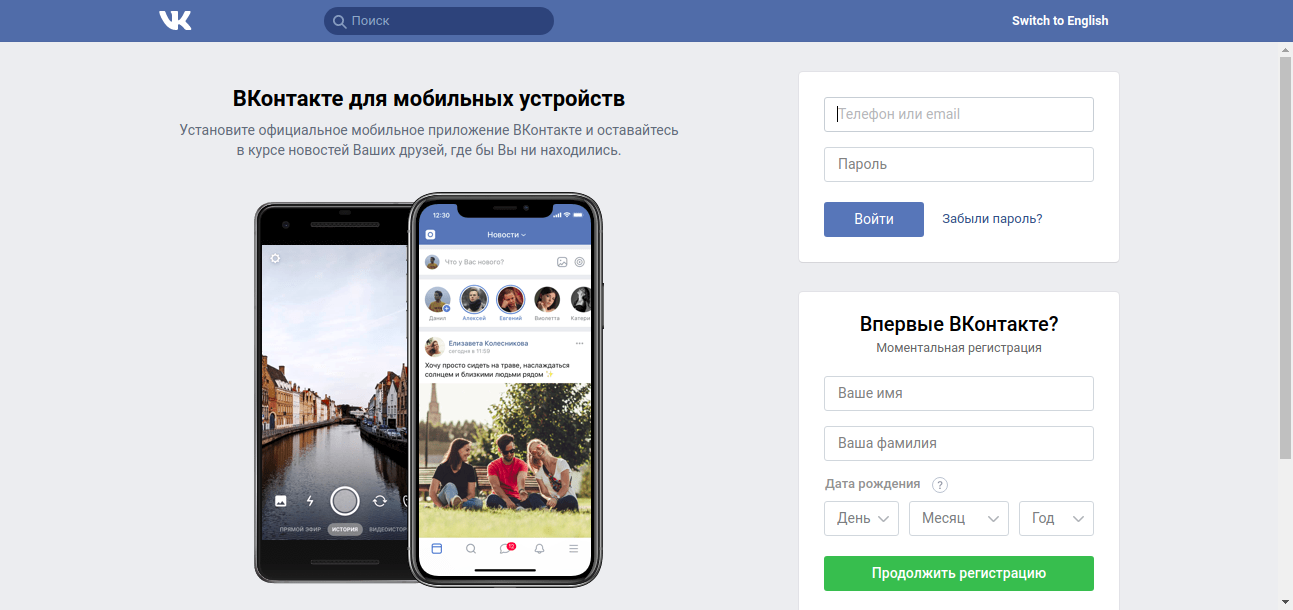 VK
Поиск
Switch to English
ВКонтакте для мобильных устройств
Установите официальное мобильное приложение ВКонтакте и оставайтесь
в курсе новостей Ваших друзей, где бы Вы ни находились.
12:30
Новости
Что у Вас нового?
Данил Алексей Евгений Виолетта Катери
Елизавета Колесникова
сегодня в 11:59
Хочу просто сидеть на траве, наслаждаться
солнцем и близкими людьми рядом ✨
ПРЯМОЙ ЭФИР ИСТОРИЯ ВИДЕОИСТОР
12
Телефон или email
Пароль
Войти Забыли пароль?
Впервые ВКонтакте?
Моментальная регистрация
Ваше имя
Ваша фамилия
Дата рождения ?
День Месяц Год
Продолжить регистрацию